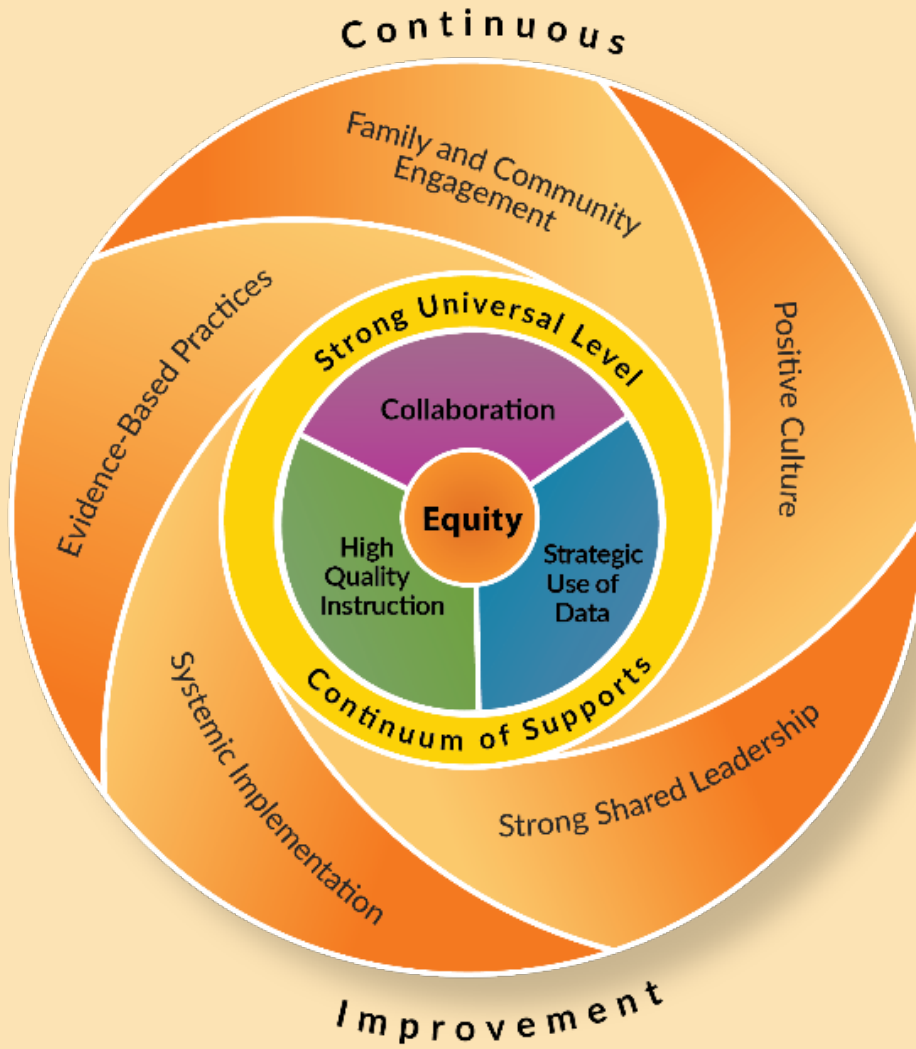 Continuous
Family and Community
Engagement
Positive Culture
Evidence-Based Practices
Strong Universal Level
Collaboration
Equity
High
Quality
Instruction
Strategic
Use of
Data
Continuum of Supports
Systemic Implementation
Strong Shared Leadership
Improvement